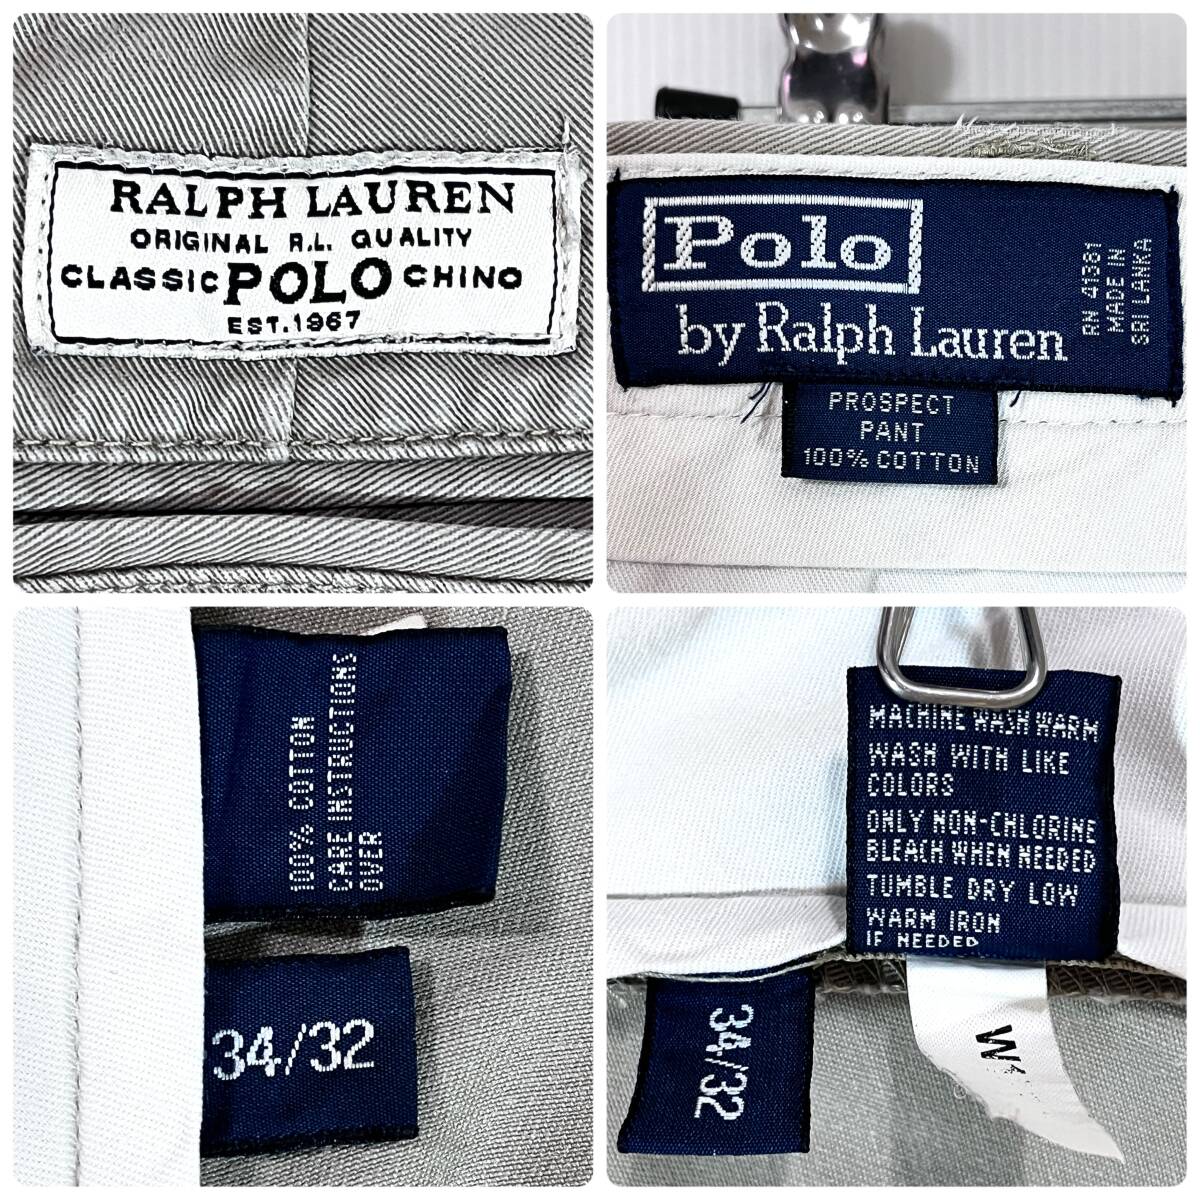 RALPH LAUREN
ORIGINAL R.L. QUALITY
CLASSIC POLO CHINO
EST.1967
Polo
by Ralph Lauren
RN 41381
MADE IN
SRI LANKA
PROSPECT
PANT
100% COTTON
100% COTTON
CARE INSTRUCTIONS
OVER
34/32
MACHINE WASH WARM
WASH WITH LIKE
COLORS
ONLY NON-CHLORINE
BLEACH WHEN NEEDED
TUMBLE DRY LOW
WARM IRON
IF NEEDED
34/32
W